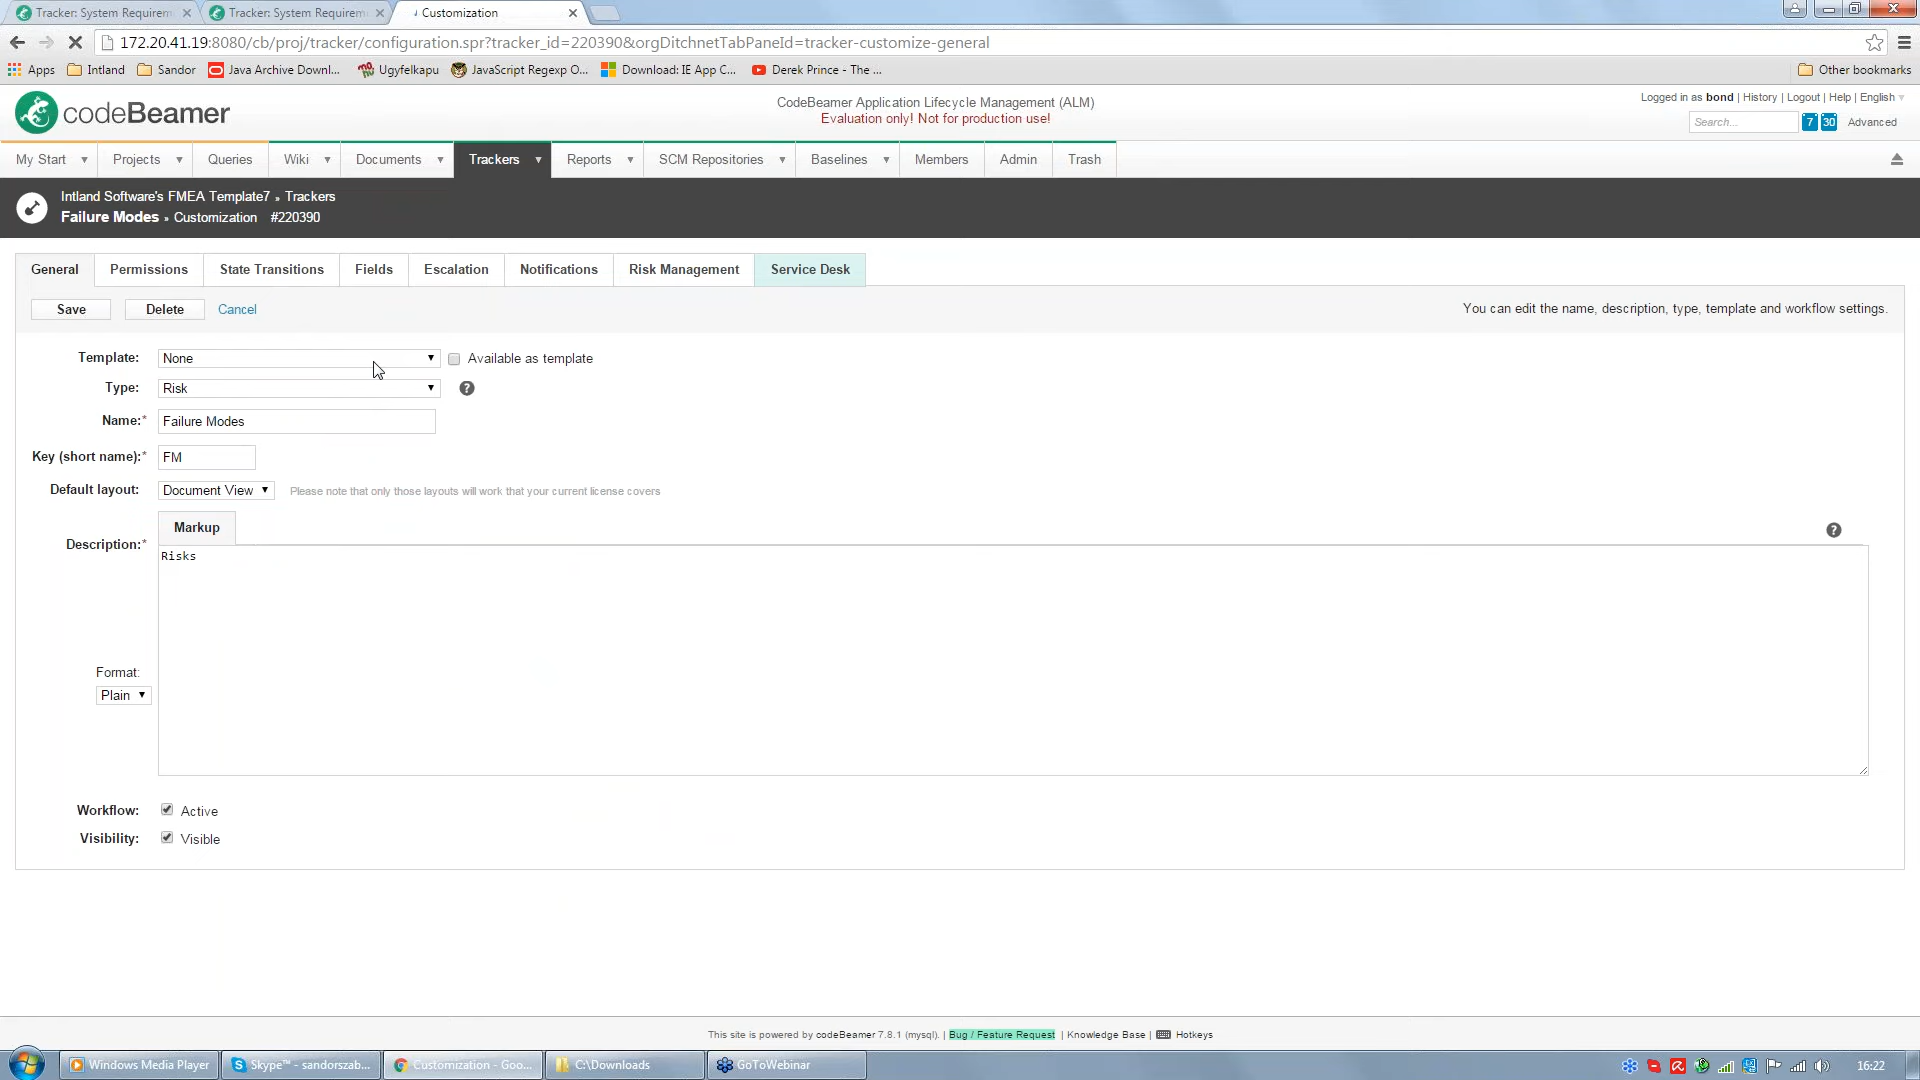 Tracker: System Requirem
Tracker: System Requirem
Customization
172.20.41.19:8080/cb/proj/tracker/configuration.spr?tracker_id=220390&orgDitchnetTabPaneId=tracker-customize-general
Apps
Intland
Sandor
Java Archive Downl...
Ugyfelkapu
JavaScript Regexp O...
Download: IE App C...
Derek Prince - The ...
Other bookmarks
codeBeamer
CodeBeamer Application Lifecycle Management (ALM)
Evaluation only! Not for production use!
Logged in as bond | History | Logout | Help | English
Search...
7
30
Advanced
My Start
Projects
Queries
Wiki
Documents
Trackers
Reports
SCM Repositories
Baselines
Members
Admin
Trash
Intland Software's FMEA Template7 » Trackers
Failure Modes » Customization #220390
General
Permissions
State Transitions
Fields
Escalation
Notifications
Risk Management
Service Desk
Save
Delete
Cancel
You can edit the name, description, type, template and workflow settings.
Template:
None
Available as template
Type:
Risk
Name:*
Failure Modes
Key (short name):*
FM
Default layout:
Document View
Please note that only those layouts will work that your current license covers
Markup
Description:*
Risks
Format:
Plain
Workflow:
Active
Visibility:
Visible
This site is powered by codeBeamer 7.8.1 (mysql). | Bug / Feature Request | Knowledge Base | Hotkeys
Windows Media Player
Skype™ - sandorszab...
Customization - Goo...
C:\Downloads
GoToWebinar
16:22